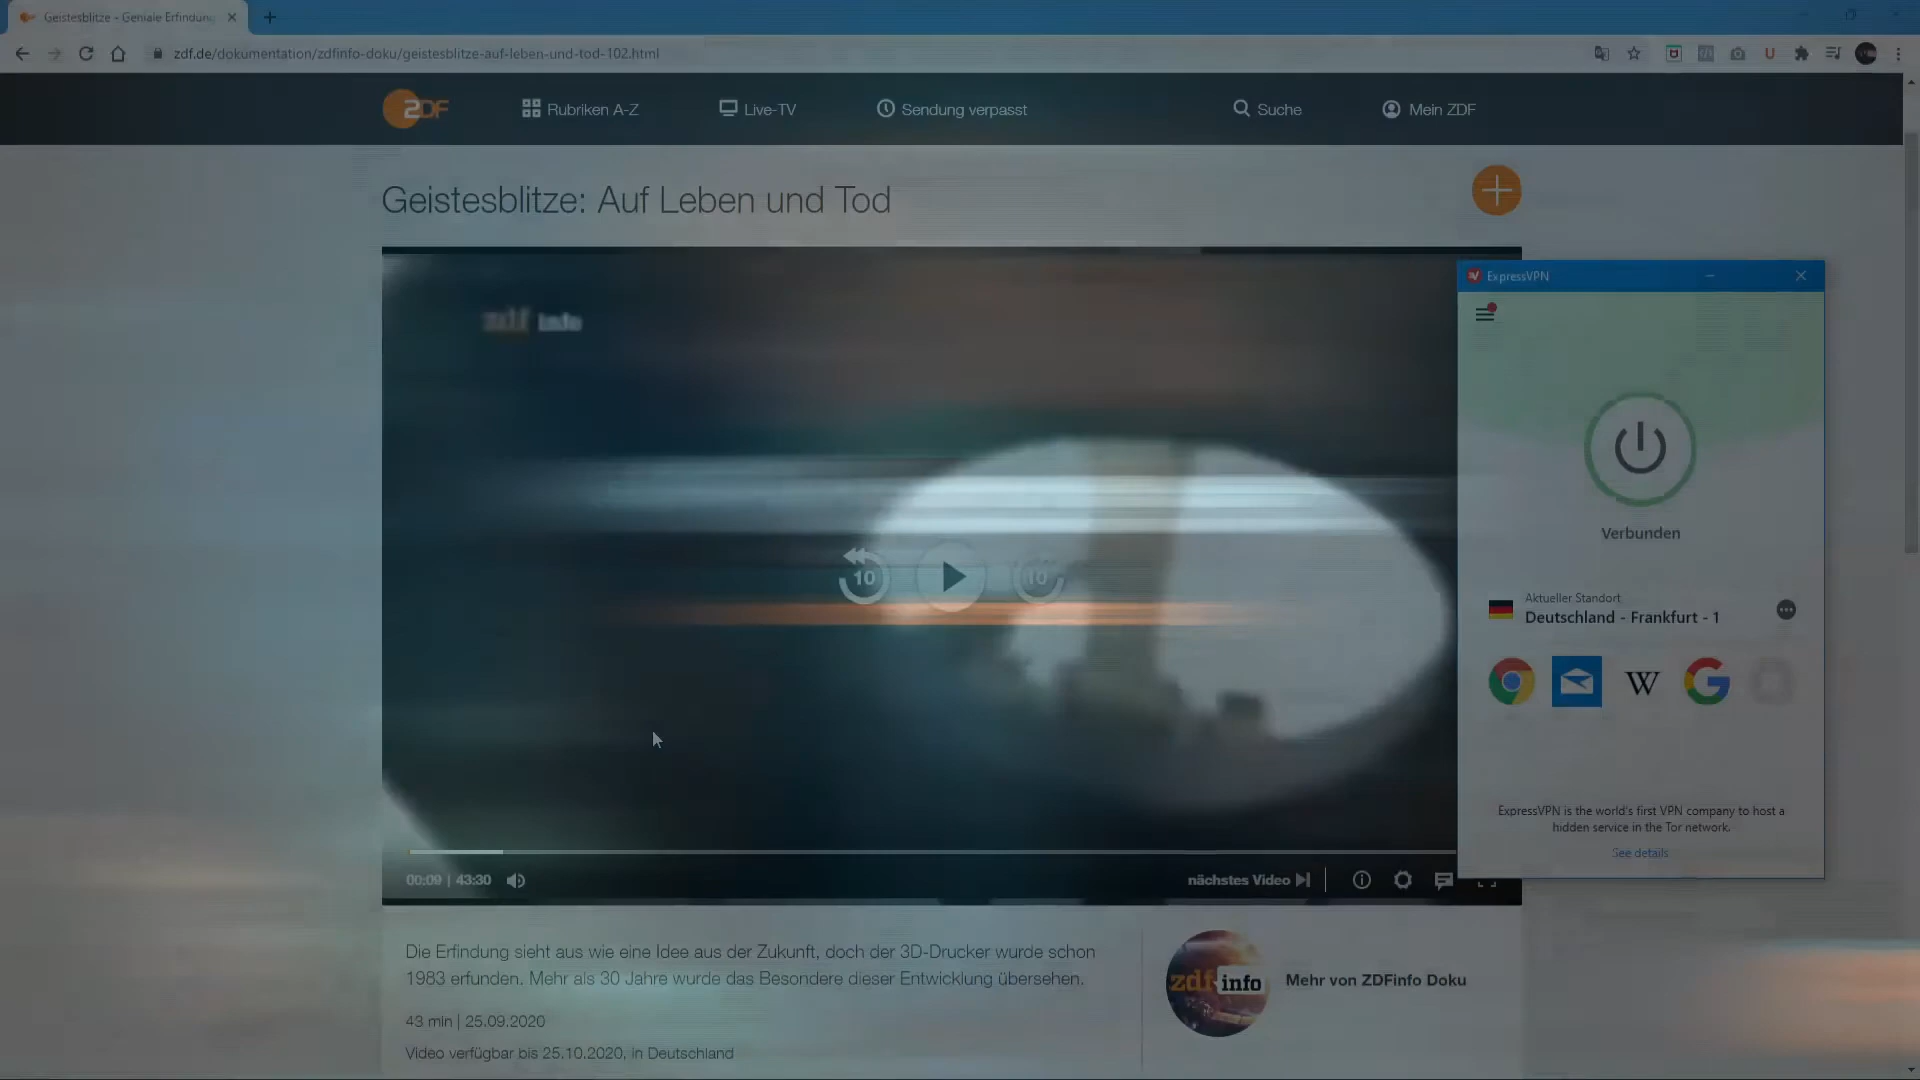 Geistesblitze - Geniale Erfindung
zdf.de/dokumentation/zdfinfo-doku/geistesblitze-auf-leben-und-tod-102.html
ZDF
Rubriken A-Z
Live-TV
Sendung verpasst
Suche
Mein ZDF
Geistesblitze: Auf Leben und Tod
zdf info
10
10
00:09 | 43:30
nächstes Video
ExpressVPN
Verbunden
Aktueller Standort
Deutschland - Frankfurt - 1
W
G
ExpressVPN is the world's first VPN company to host a
hidden service in the Tor network.
See details
Die Erfindung sieht aus wie eine Idee aus der Zukunft, doch der 3D-Drucker wurde schon
1983 erfunden. Mehr als 30 Jahre wurde das Besondere dieser Entwicklung übersehen.
43 min | 25.09.2020
Video verfügbar bis 25.10.2020, in Deutschland
zdf info
Mehr von ZDFinfo Doku